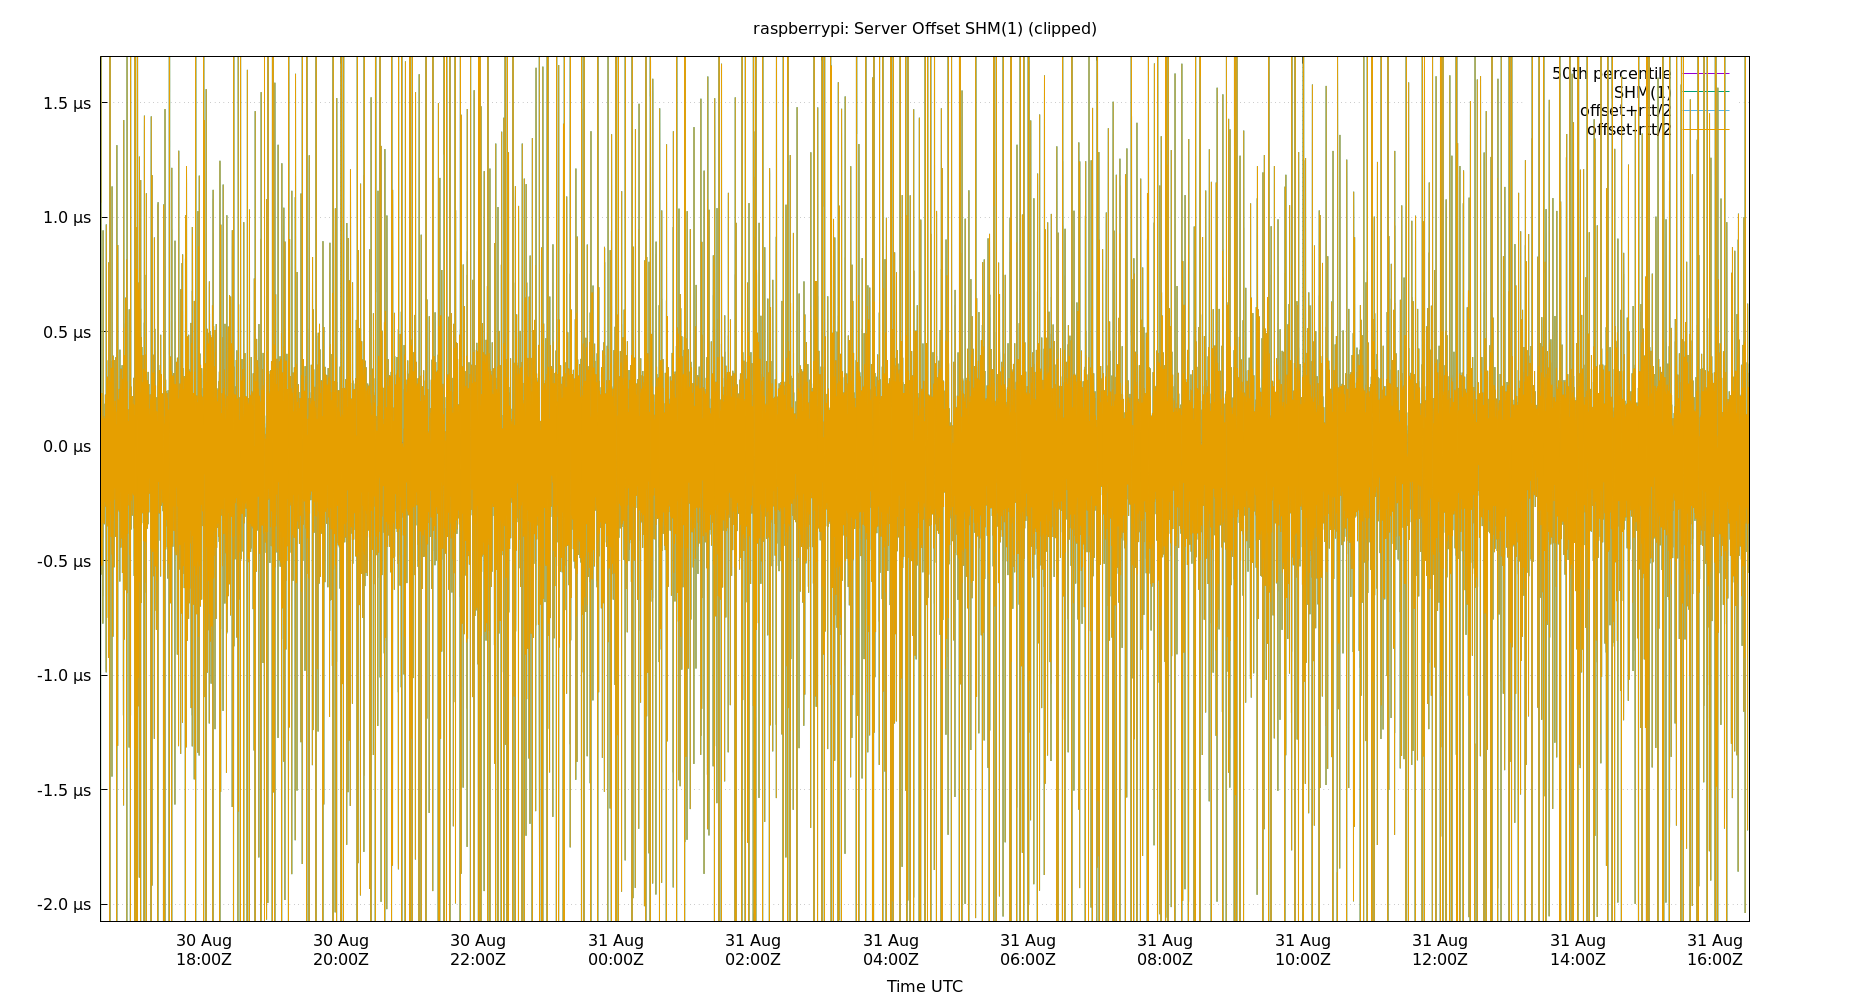 raspberrypi: Server Offset SHM(1) (clipped)
50th percentile
SHM(1)
offset+rtt/2
offset-rtt/2
1.5 µs
1.0 µs
0.5 µs
0.0 µs
-0.5 µs
-1.0 µs
-1.5 µs
-2.0 µs
30 Aug 30 Aug 30 Aug 31 Aug 31 Aug 31 Aug 31 Aug 31 Aug 31 Aug 31 Aug 31 Aug 31 Aug
18:00Z 20:00Z 22:00Z 00:00Z 02:00Z 04:00Z 06:00Z 08:00Z 10:00Z 12:00Z 14:00Z 16:00Z
Time UTC